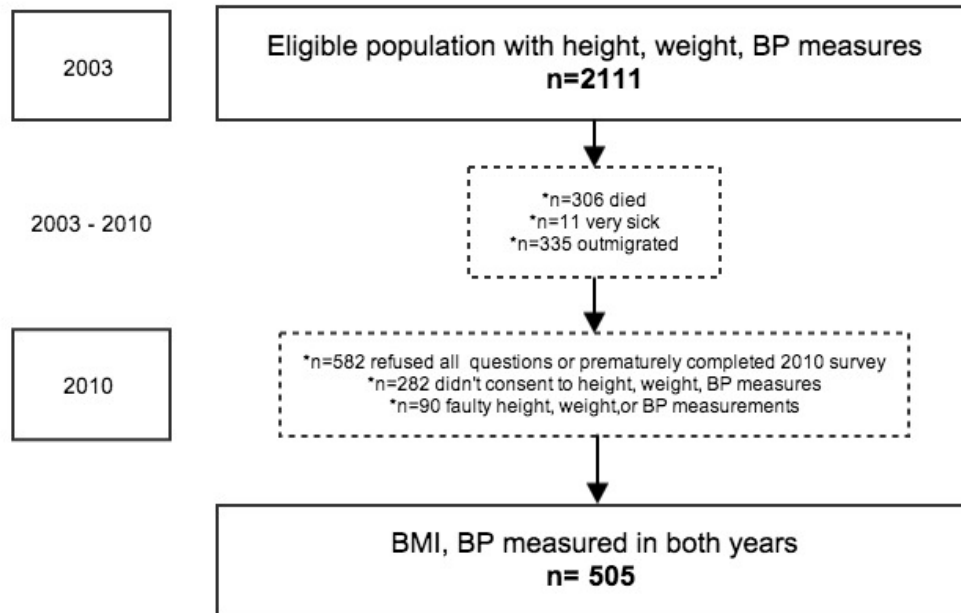 2003
Eligible population with height, weight, BP measures
n=2111
2003 - 2010
*n=306 died
*n=11 very sick
*n=335 outmigrated
2010
*n=582 refused all questions or prematurely completed 2010 survey
*n=282 didn't consent to height, weight, BP measures
*n=90 faulty height, weight,or BP measurements
BMI, BP measured in both years
n= 505